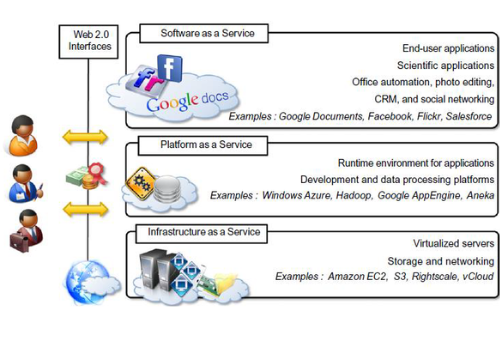 Web 2.0
Interfaces
Software as a Service
End-user applications
Scientific applications
Office automation, photo editing,
CRM, and social networking
Examples : Google Documents, Facebook, Flickr, Salesforce
fr
f
Google docs
Platform as a Service
Runtime environment for applications
Development and data processing platforms
Examples : Windows Azure, Hadoop, Google AppEngine, Aneka
Infrastructure as a Service
Virtualized servers
Storage and networking
Examples : Amazon EC2, S3, Rightscale, vCloud